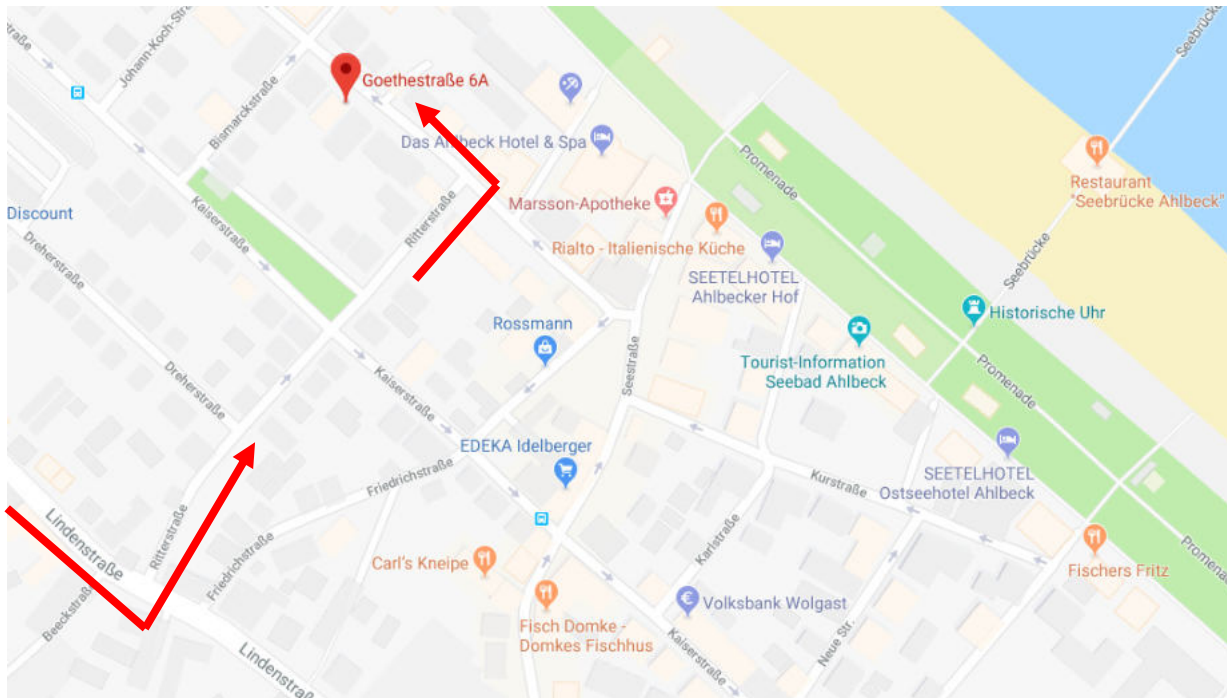 Johann-Koch-Stra
straße
Goethestraße 6A
Bismarckstraße
Das Ahlbeck Hotel & Spa
Promenade
Seebrücke
Restaurant
"Seebrücke Ahlbeck"
Discount
Kaiserstraße
Ritterstraße
Marsson-Apotheke
Rialto - Italienische Küche
SEETELHOTEL
Ahlbecker Hof
Seebrücke
Dreherstraße
Rossmann
Historische Uhr
Tourist-Information
Seebad Ahlbeck
Seestraße
Promenade
Dreherstraße
Kaiserstraße
EDEKA Idelberger
SEETELHOTEL
Ostseehotel Ahlbeck
Friedrichstraße
Kurstraße
Lindenstraße
Ritterstraße
Friedrichstraße
Karlstraße
Carl's Kneipe
Fischers Fritz
Promenade
Beeckstraße
Volksbank Wolgast
Fisch Domke -
Domkes Fischhus
Kaiserstraße
Neue Str.
Lindenstraße